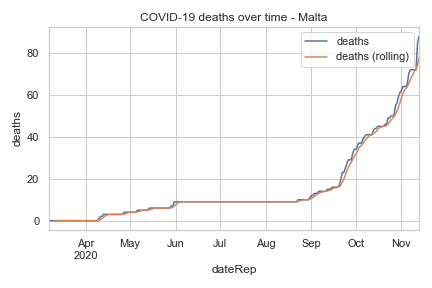 COVID-19 deaths over time - Malta
deaths
deaths (rolling)
deaths
80
60
40
20
0
Apr May Jun Jul Aug Sep Oct Nov
2020
dateRep